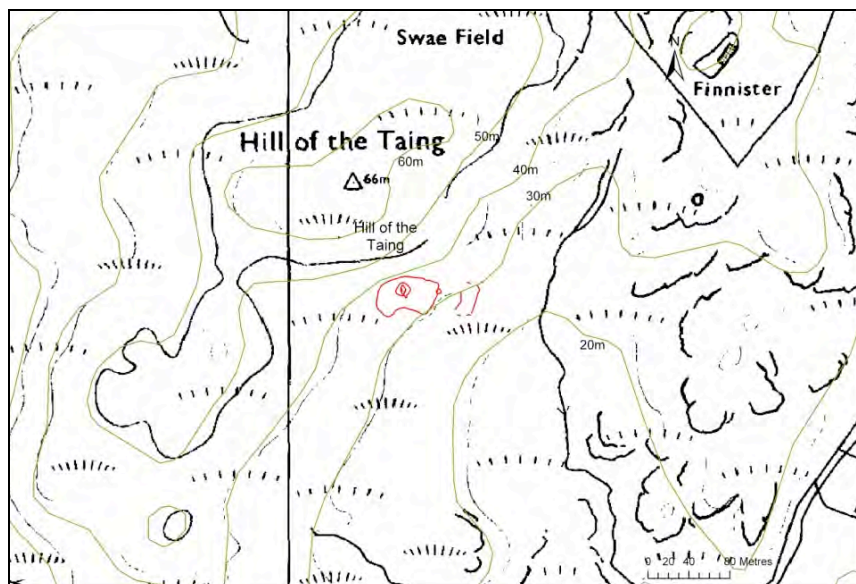 Swae Field
N
Finnister
Hill of the Taing
50m
60m
40m
66m
30m
Hill of the
Taing
20m
0 20 40 80 Metres